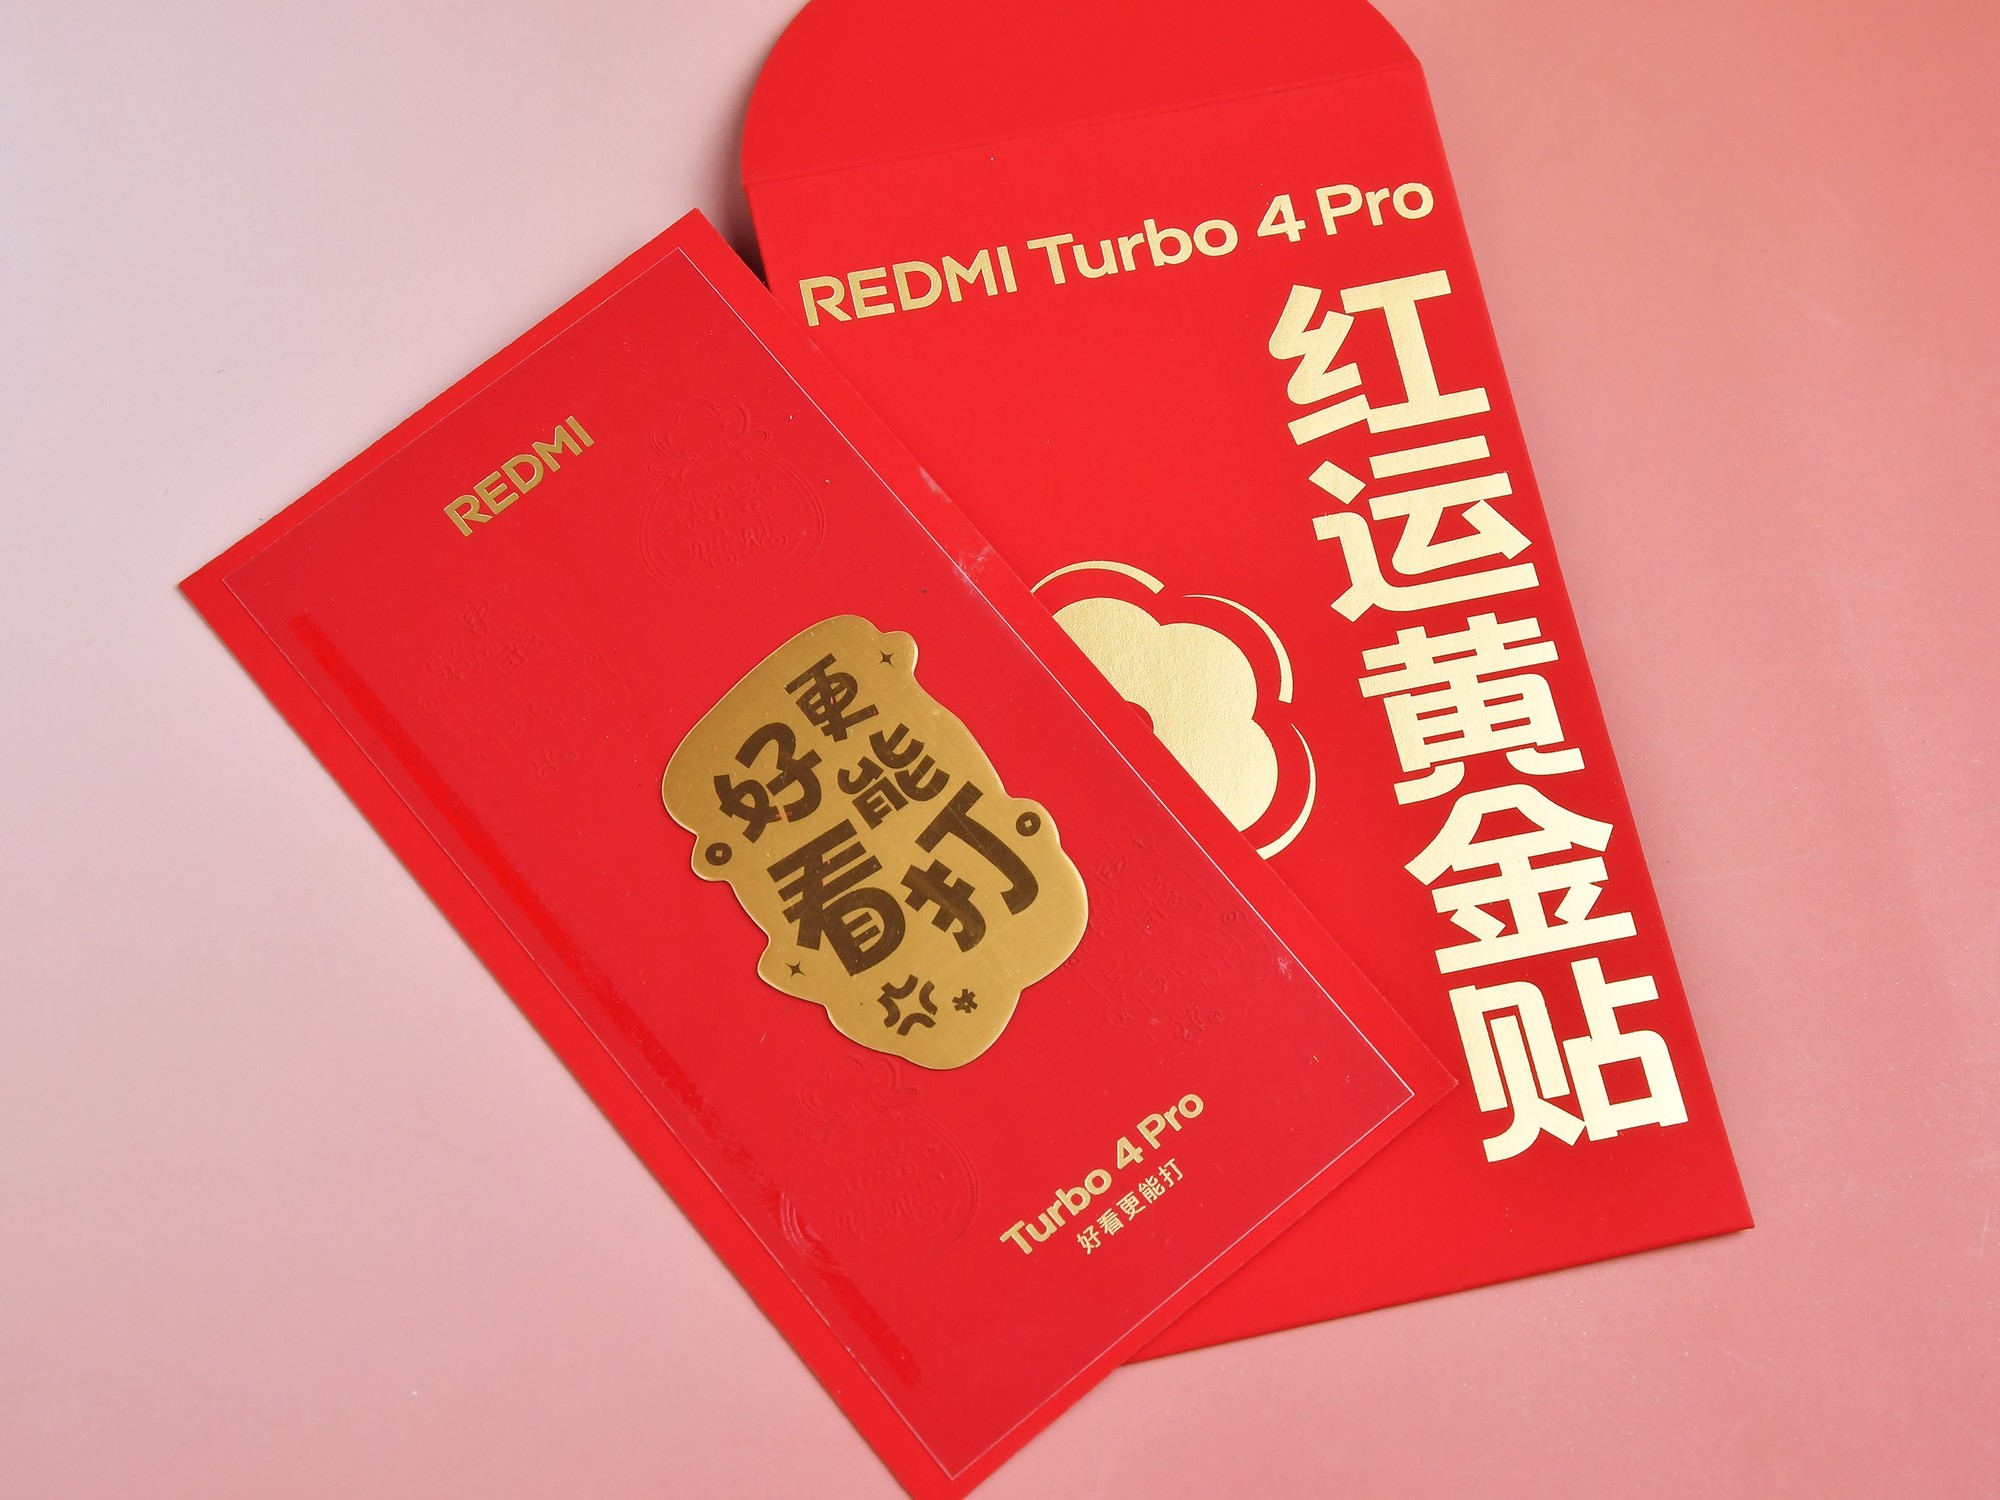 REDMI Turbo 4 Pro
红运黄金贴
REDMI
好看
更能打
Turbo 4 Pro
好看更能打